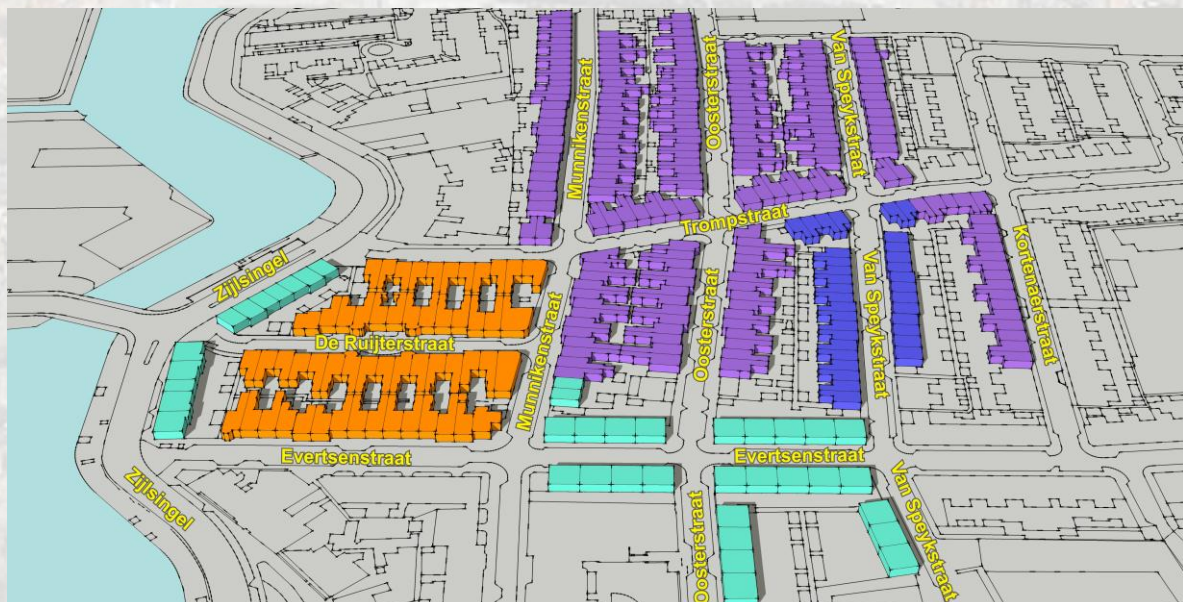 Munnikenstraat
Oosterstraat
Van Speykstraat
Trompstraat
Zijlsingel
De Ruijterstraat
Munnikenstraat
Oosterstraat
Van Speykstraat
Kortenaerstraat
Evertsenstraat
Evertsenstraat
Zijlsingel
Oosterstraat
Van Speykstraat